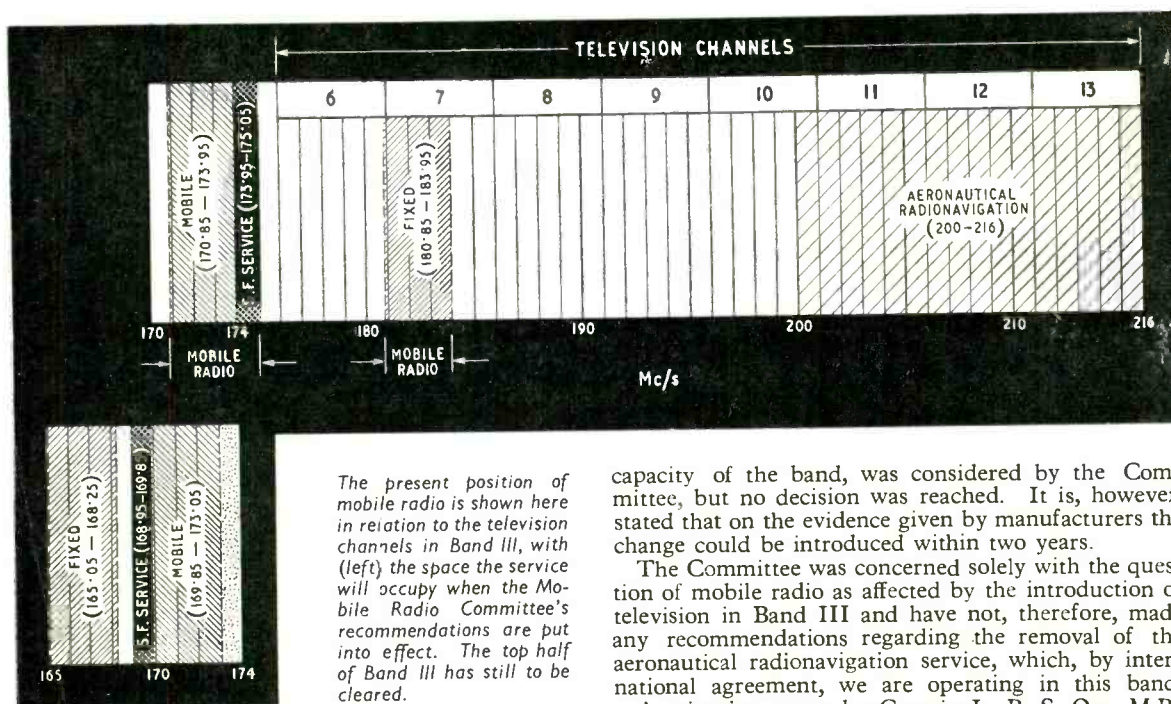 TELEVISION CHANNELS
6 7 8 9 10 11 12 13
MOBILE
(170·85 — 173·95)
S.F. SERVICE (173·95-175·05)
FIXED
(180·85 — 183·95)
AERONAUTICAL
RADIONAVIGATION
(200-216)
170 174 180 190 200 210 216
MOBILE
RADIO
MOBILE
RADIO
Mc/s
FIXED
(165·05 — 168·25)
S.F. SERVICE (168·95-169·8
MOBILE
(169·85 — 173·05)
165 170 174
The present position of
mobile radio is shown here
in relation to the television
channels in Band III, with
(left) the space the service
will occupy when the Mo-
bile Radio Committee's
recommendations are put
into effect. The top half
of Band III has still to be
cleared.
capacity of the band, was considered by the Com
mittee, but no decision was reached. It is, however
stated that on the evidence given by manufacturers th
change could be introduced within two years.
The Committee was concerned solely with the ques
tion of mobile radio as affected by the introduction o
television in Band III and have not, therefore, mad
any recommendations regarding the removal of th
aeronautical radionavigation service, which, by inter
national agreement, we are operating in this band